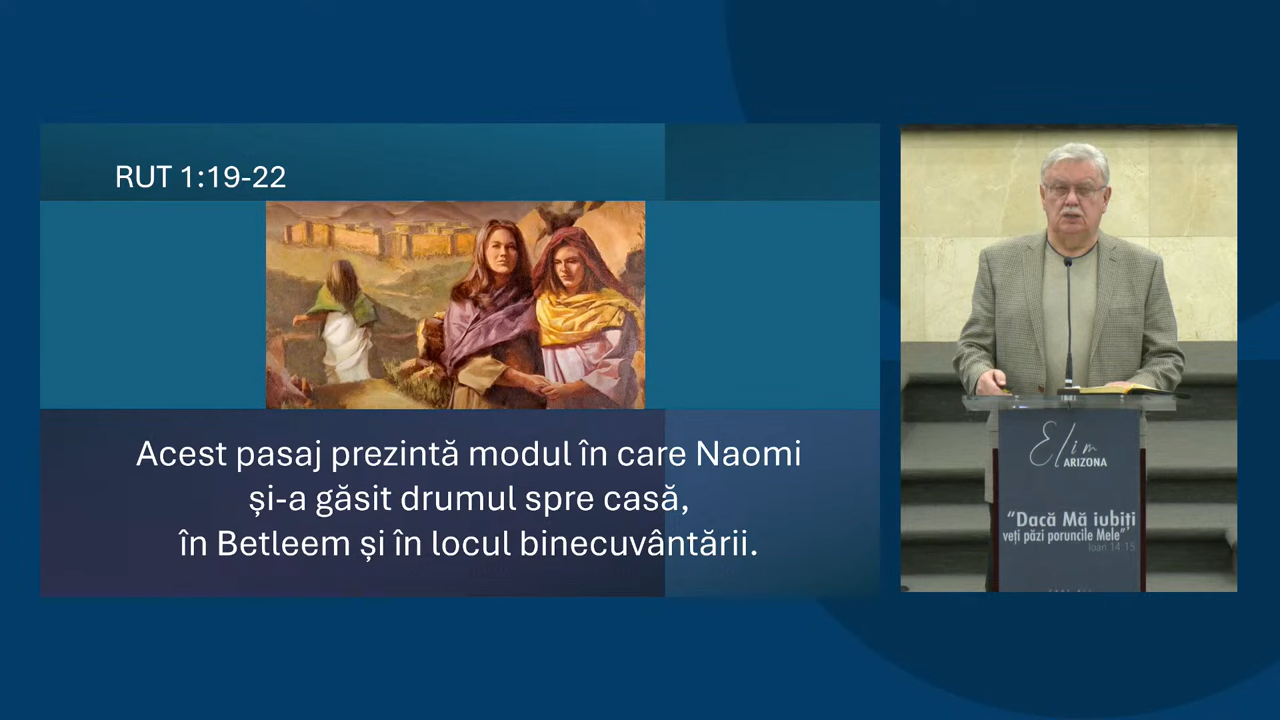 RUT 1:19-22
Acest pasaj prezintă modul în care Naomi
și-a găsit drumul spre casă,
în Betleem și în locul binecuvântării.
Elim
ARIZONA
“Dacă Mă iubiți
veți păzi poruncile Mele”
Ioan 14:15